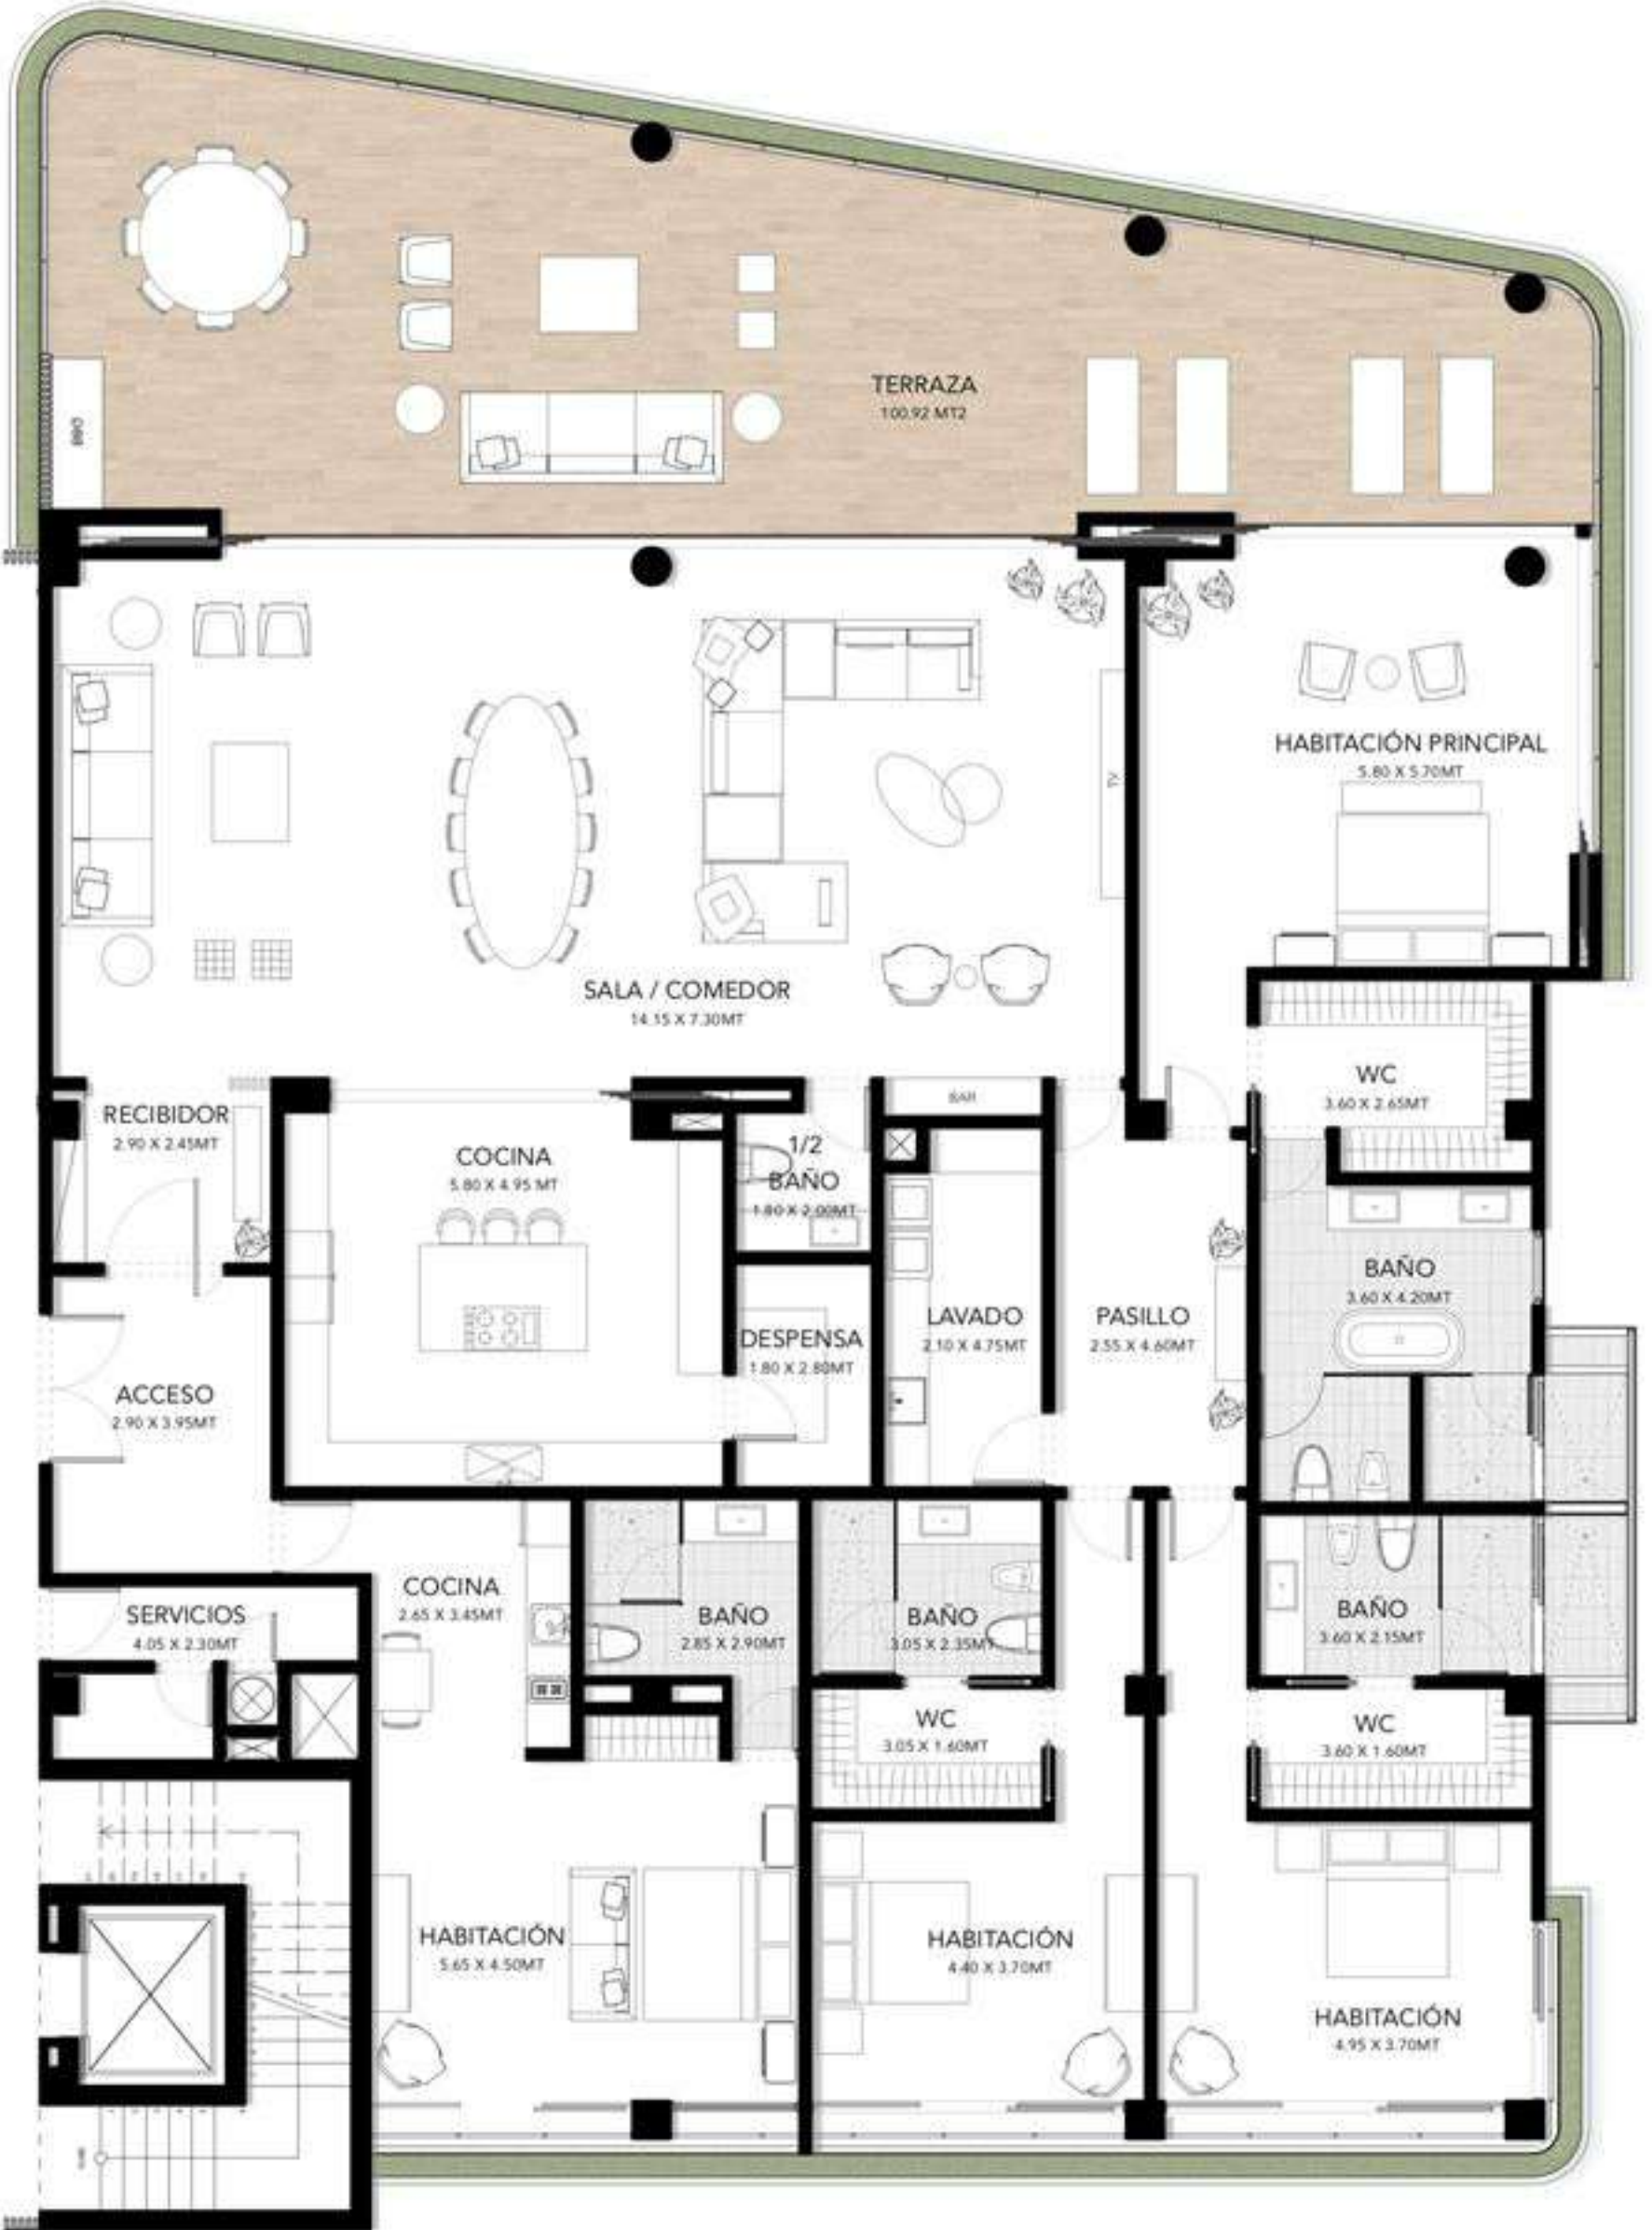 TERRAZA
100.92 MT2
BBQ
HABITACIÓN PRINCIPAL
5.80 X 5.70MT
TV
SALA / COMEDOR
14.15 X 7.30MT
RECIBIDOR
2.90 X 2.45MT
COCINA
5.80 X 4.95 MT
1/2
BAÑO
1.80 X 2.00MT
BAR
WC
3.60 X 2.65MT
BAÑO
3.60 X 4.20MT
DESPENSA
1.80 X 2.80MT
LAVADO
2.10 X 4.75MT
PASILLO
2.55 X 4.60MT
ACCESO
2.90 X 3.95MT
COCINA
2.65 X 3.45MT
SERVICIOS
4.05 X 2.30MT
BAÑO
2.85 X 2.90MT
BAÑO
3.05 X 2.35MT
BAÑO
3.60 X 2.15MT
WC
3.05 X 1.60MT
WC
3.60 X 1.60MT
HABITACIÓN
5.65 X 4.50MT
HABITACIÓN
4.40 X 3.70MT
HABITACIÓN
4.95 X 3.70MT